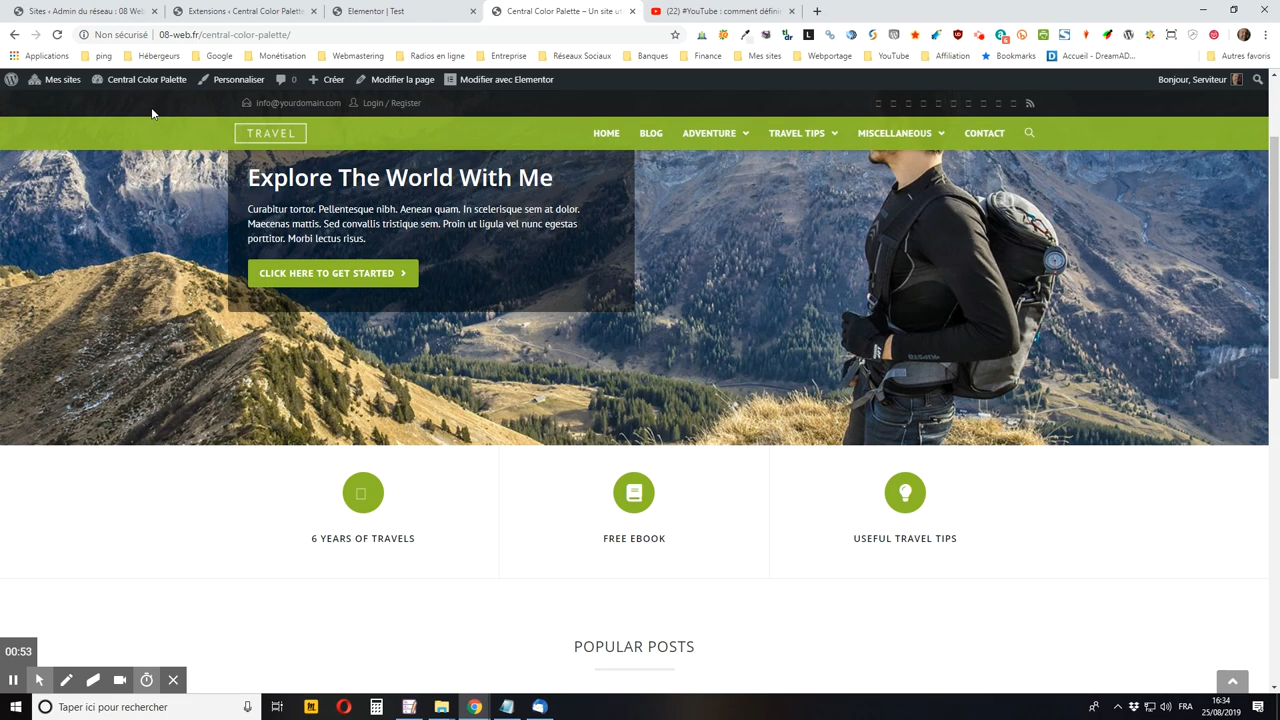 Sites ‹ Admin du réseau : 08 Web
Extensions ‹ Central Color Palette
Elementor | Test
Central Color Palette – Un site ut
(22) #YouTube : comment défini
Non sécurisé | 08-web.fr/central-color-palette/
Applications
ping
Hébergeurs
Google
Monétisation
Webmastering
Radios en ligne
Entreprise
Réseaux Sociaux
Banques
Finance
Mes sites
Webportage
YouTube
Affiliation
Bookmarks
Accueil - DreamAD...
Autres favoris
Mes sites
Central Color Palette
Personnaliser
0
Créer
Modifier la page
Modifier avec Elementor
Bonjour, Serviteur
info@yourdomain.com
Login / Register
TRAVEL
HOME
BLOG
ADVENTURE
TRAVEL TIPS
MISCELLANEOUS
CONTACT
Explore The World With Me
Curabitur tortor. Pellentesque nibh. Aenean quam. In scelerisque sem at dolor.
Maecenas mattis. Sed convallis tristique sem. Proin ut ligula vel nunc egestas
porttitor. Morbi lectus risus.
CLICK HERE TO GET STARTED
6 YEARS OF TRAVELS
FREE EBOOK
USEFUL TRAVEL TIPS
POPULAR POSTS
00:53
Taper ici pour rechercher
FRA
16:34
25/08/2019